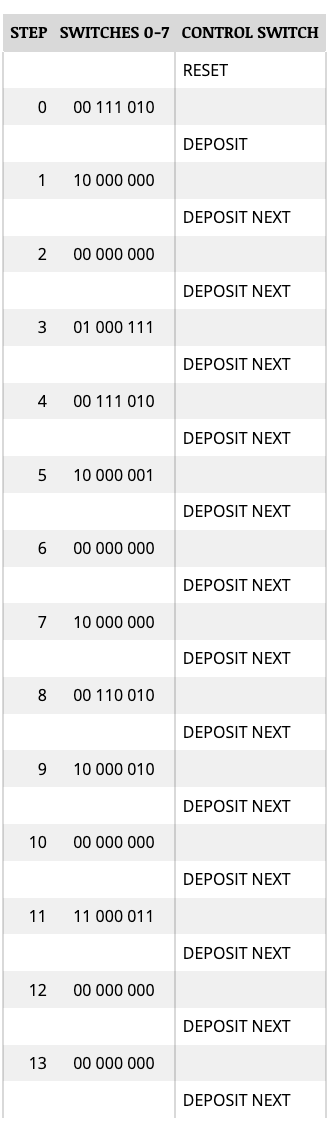 STEP SWITCHES 0-7 CONTROL SWITCH
RESET
0 00 111 010
DEPOSIT
1 10 000 000
DEPOSIT NEXT
2 00 000 000
DEPOSIT NEXT
3 01 000 111
DEPOSIT NEXT
4 00 111 010
DEPOSIT NEXT
5 10 000 001
DEPOSIT NEXT
6 00 000 000
DEPOSIT NEXT
7 10 000 000
DEPOSIT NEXT
8 00 110 010
DEPOSIT NEXT
9 10 000 010
DEPOSIT NEXT
10 00 000 000
DEPOSIT NEXT
11 11 000 011
DEPOSIT NEXT
12 00 000 000
DEPOSIT NEXT
13 00 000 000
DEPOSIT NEXT